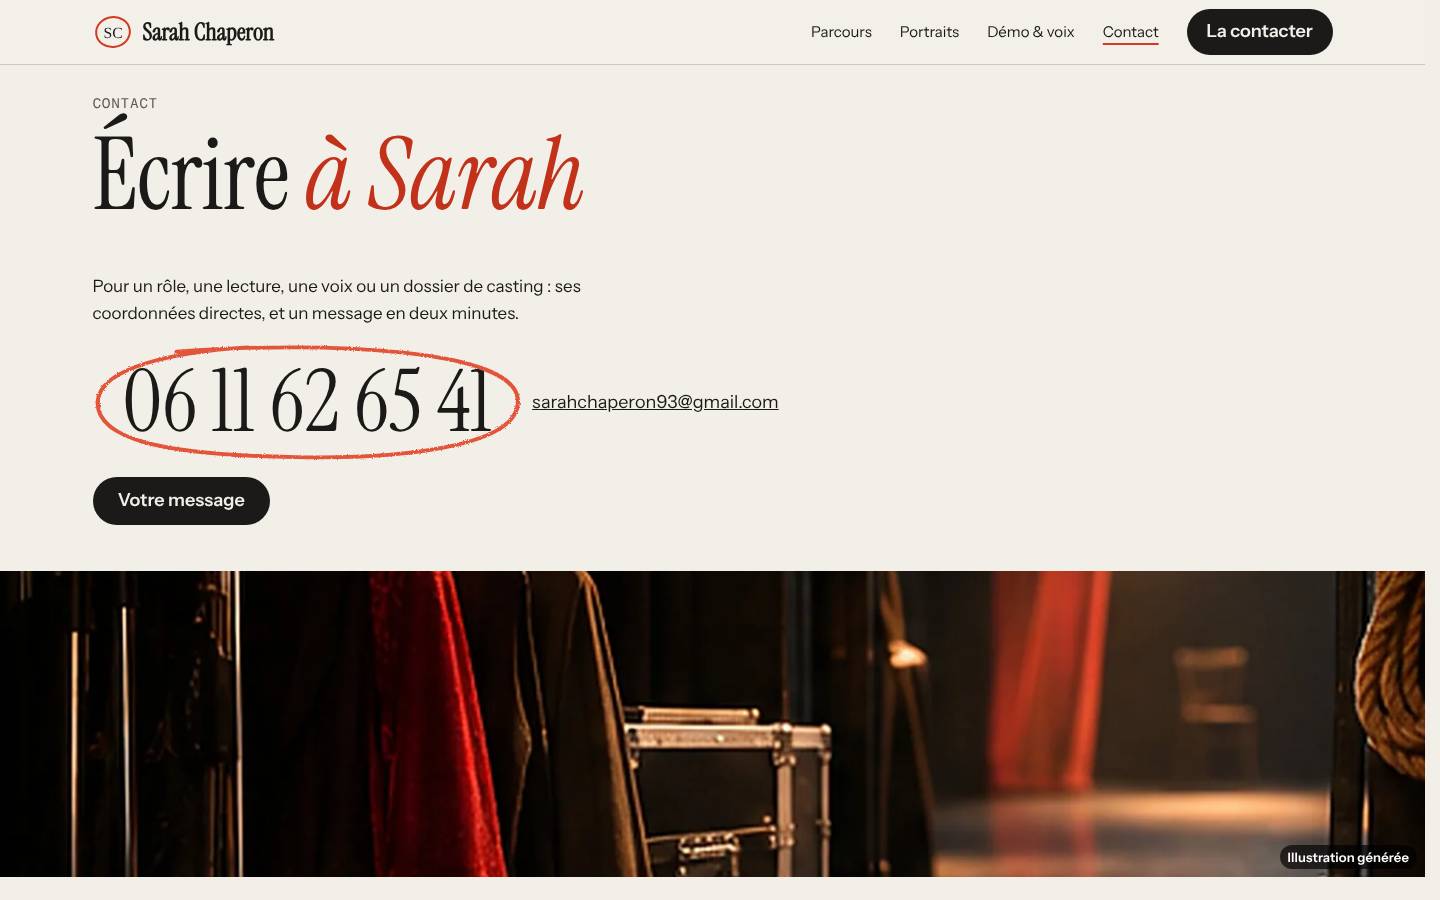 SC Sarah Chaperon
Parcours Portraits Démo & voix Contact La contacter
CONTACT
Écrire à Sarah
Pour un rôle, une lecture, une voix ou un dossier de casting : ses
coordonnées directes, et un message en deux minutes.
06 11 62 65 41 sarahchaperon93@gmail.com
Votre message
Illustration générée